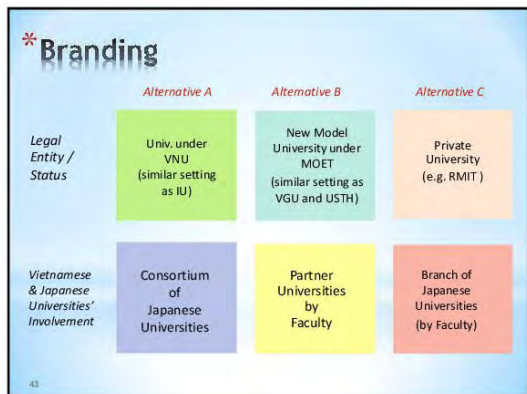 *Branding
Alternative A
Alternative B
Alternative C
Legal
Entity /
Status
Univ. under
VNU
(similar setting
as IU)
New Model
University under
MOET
(similar setting as
VGU and USTH)
Private
University
(e.g. RMIT )
Vietnamese
& Japanese
Universities'
Involvement
Consortium
of
Japanese
Universities
Partner
Universities
by
Faculty
Branch of
Japanese
Universities
(by Faculty)
43